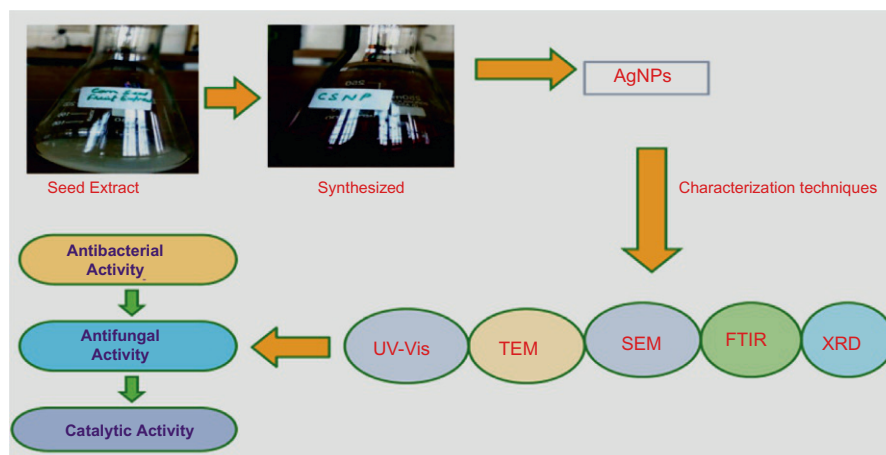 CSNP
AgNPs
Seed Extract
Synthesized
Characterization techniques
Antibacterial
Activity
Antifungal
Activity
Catalytic Activity
UV-Vis
TEM
SEM
FTIR
XRD